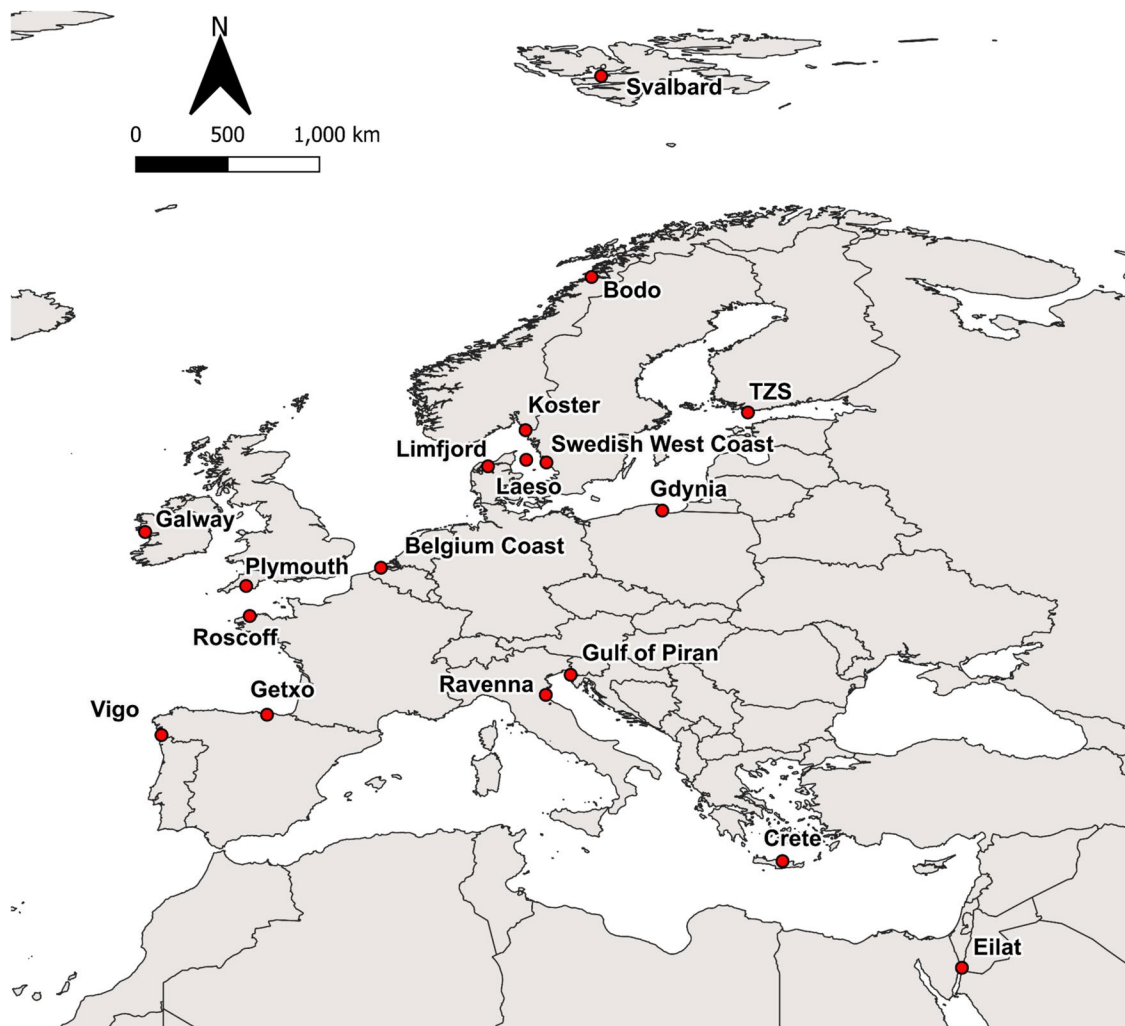 N
0 500 1,000 km
Svalbard
Bodo
TZS
Koster
Limfjord
Swedish West Coast
Laeso
Gdynia
Galway
Belgium Coast
Plymouth
Roscoff
Gulf of Piran
Ravenna
Getxo
Vigo
Crete
Eilat